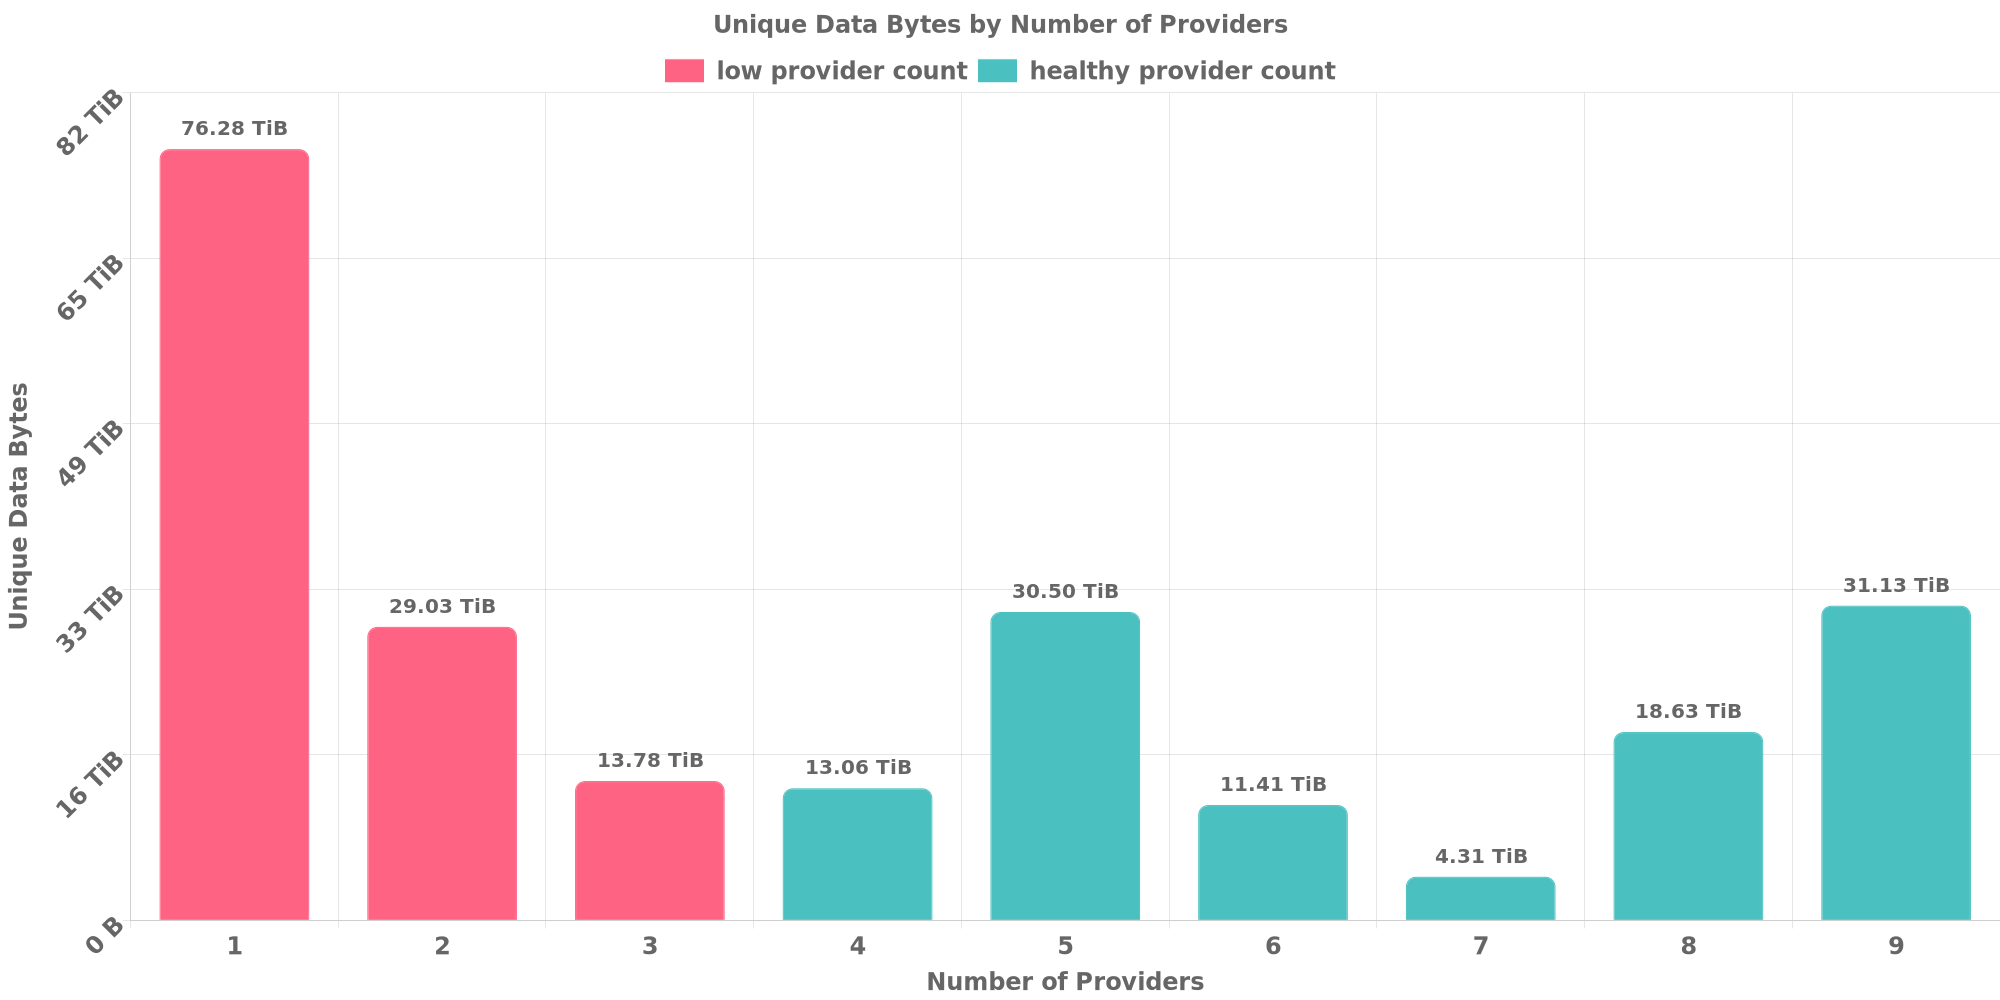 Unique Data Bytes by Number of Providers
low provider count healthy provider count
82 TiB
65 TiB
49 TiB
33 TiB
16 TiB
0 B
Unique Data Bytes
76.28 TiB
29.03 TiB
13.78 TiB
13.06 TiB
30.50 TiB
11.41 TiB
4.31 TiB
18.63 TiB
31.13 TiB
1 2 3 4 5 6 7 8 9
Number of Providers